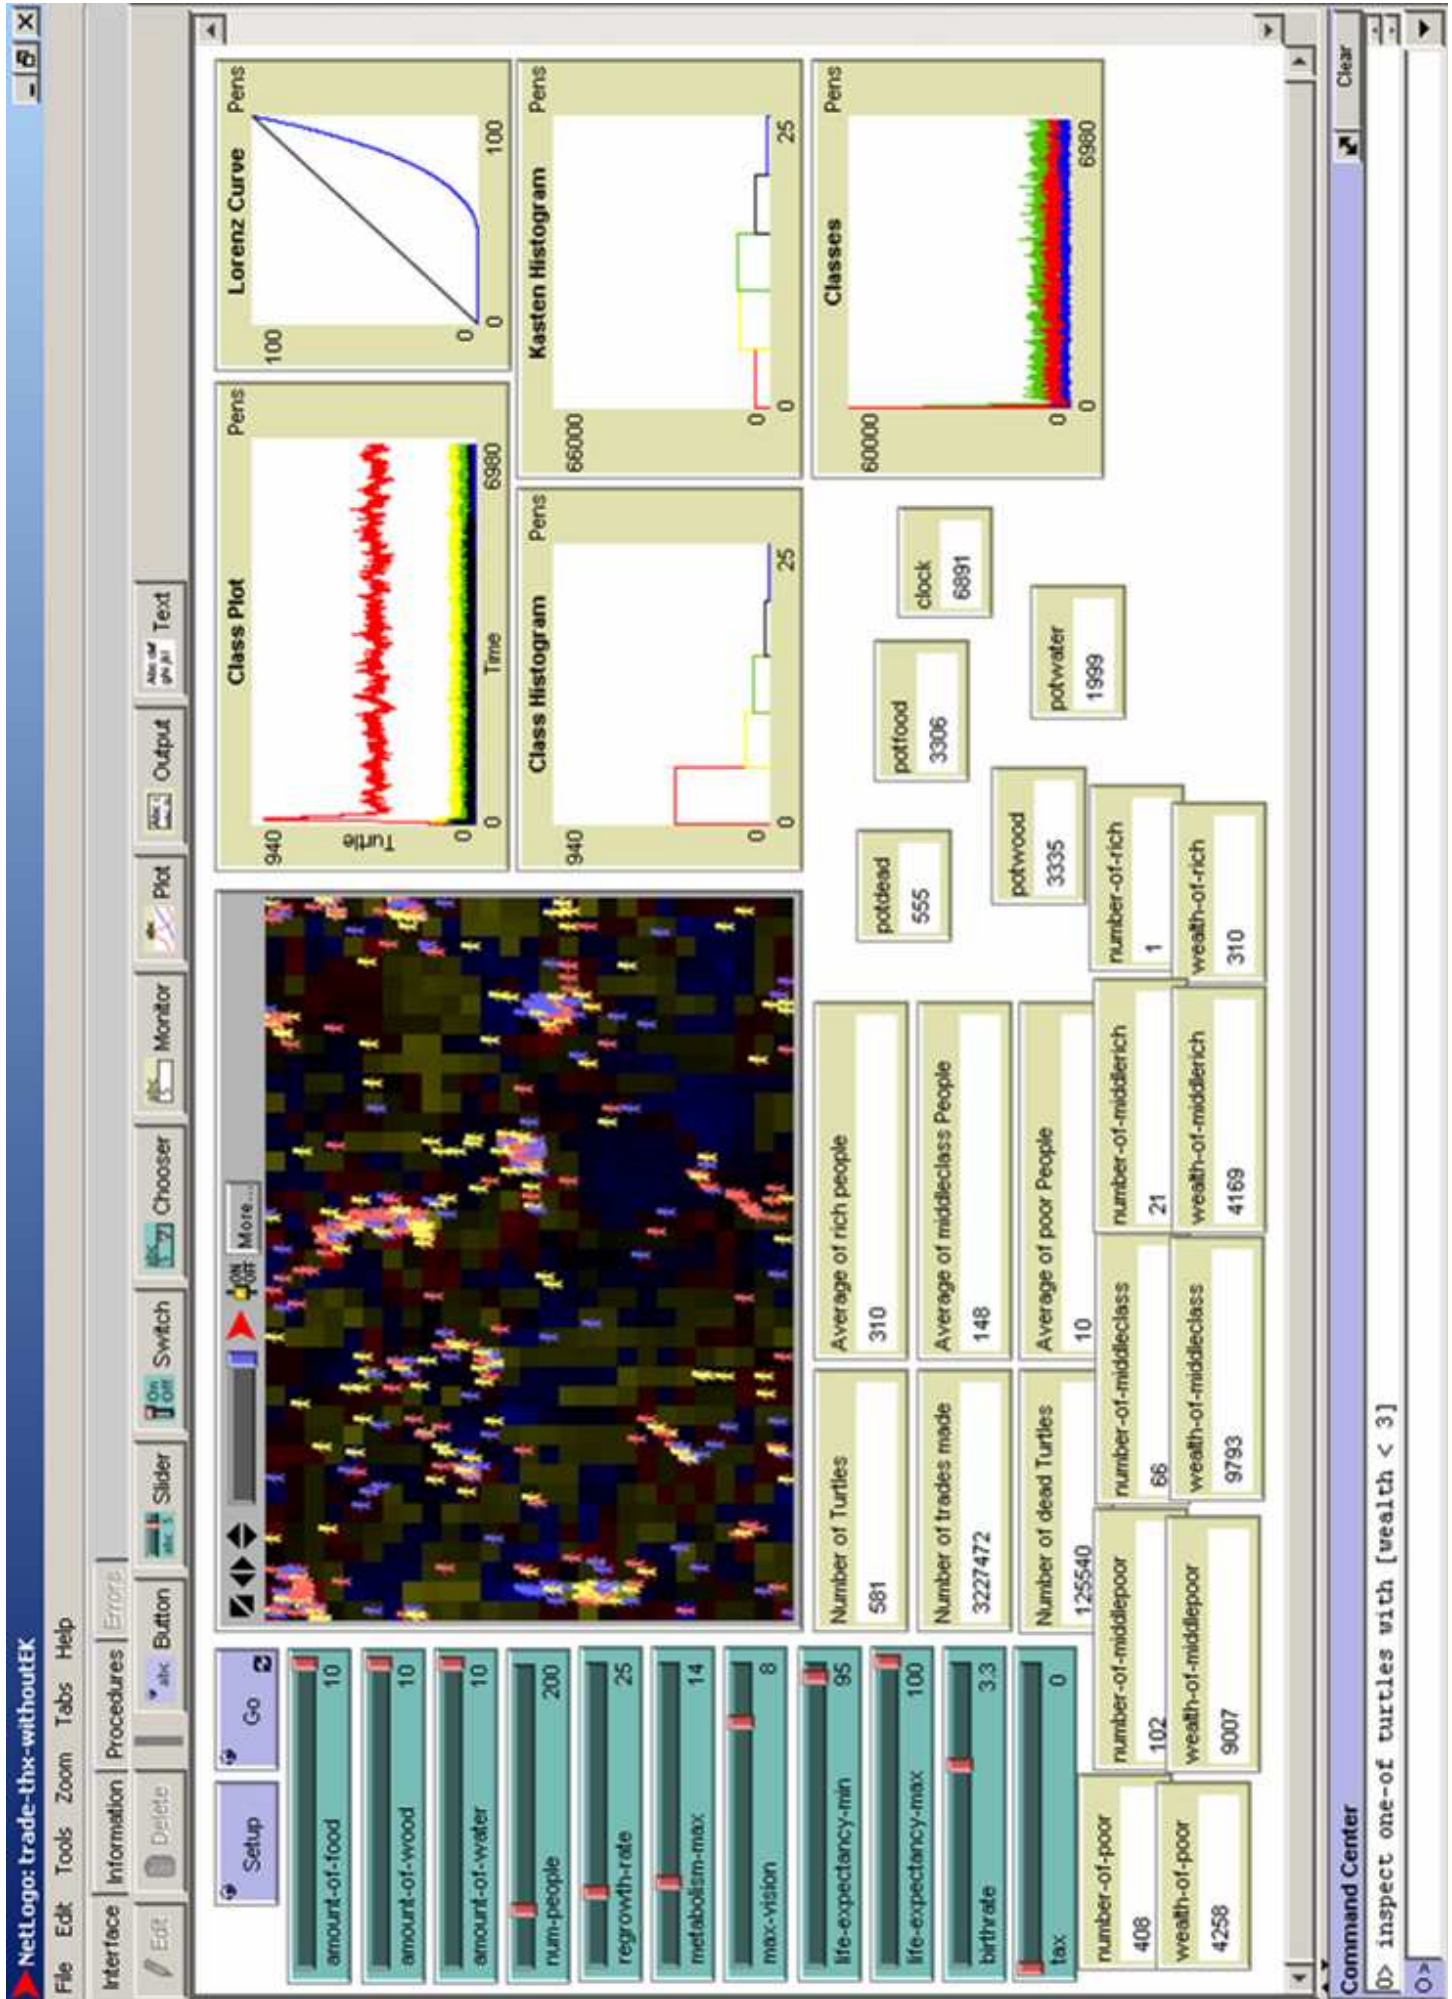 NetLogo: trade-thx-withoutEK
File Edit Tools Zoom Tabs Help
Interface Information Procedures Errors
Edit Delete Button Slider Switch Chooser Monitor Plot Output Text
Setup Go
amount-of-food 10
amount-of-wood 10
amount-of-water 10
num-people 200
regrowth-rate 25
metabolism-max 14
max-vision 8
life-expectancy-min 95
life-expectancy-max 100
birthrate 3.3
tax 0
ON
OFF
More...
Class Plot Pens
940
Turtle
0
0 Time 6980
Lorenz Curve Pens
100
0
0 100
Class Histogram Pens
940
0
0 25
Kasten Histogram Pens
66000
0
0 25
Classes Pens
60000
0
0 6980
Number of Turtles
581
Average of rich people
310
Number of trades made
3227472
Average of middleclass People
148
Number of dead Turtles
125540
Average of poor People
10
potdead
555
potfood
3306
clock
6891
potwood
3335
potwater
1999
number-of-poor
408
number-of-middlepoor
102
number-of-middleclass
66
number-of-middlerich
21
number-of-rich
1
wealth-of-poor
4258
wealth-of-middlepoor
9007
wealth-of-middleclass
9793
wealth-of-middlerich
4169
wealth-of-rich
310
Command Center Clear
O> inspect one-of turtles with [wealth < 3]
O>